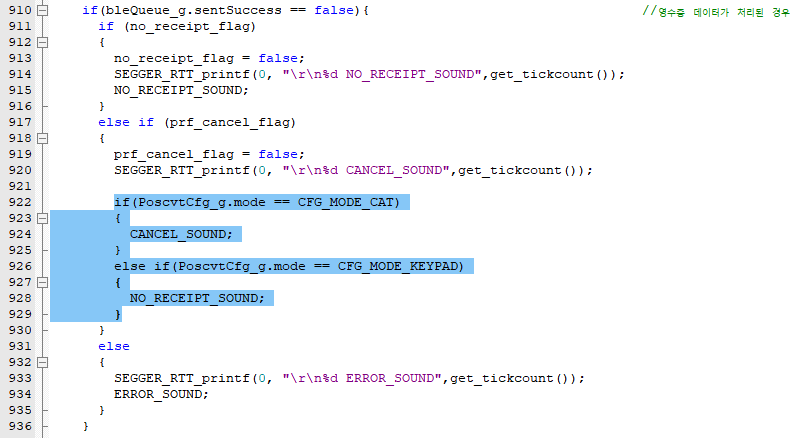 910 if(bleQueue_g.sentSuccess == false){ //영수증 데이터가 처리된 경우
911 if (no_receipt_flag)
912 {
913 no_receipt_flag = false;
914 SEGGER_RTT_printf(0, "\r\n%d NO_RECEIPT_SOUND",get_tickcount());
915 NO_RECEIPT_SOUND;
916 }
917 else if (prf_cancel_flag)
918 {
919 prf_cancel_flag = false;
920 SEGGER_RTT_printf(0, "\r\n%d CANCEL_SOUND",get_tickcount());
921
922 if(PoscvtCfg_g.mode == CFG_MODE_CAT)
923 {
924 CANCEL_SOUND;
925 }
926 else if(PoscvtCfg_g.mode == CFG_MODE_KEYPAD)
927 {
928 NO_RECEIPT_SOUND;
929 }
930 }
931 else
932 {
933 SEGGER_RTT_printf(0, "\r\n%d ERROR_SOUND",get_tickcount());
934 ERROR_SOUND;
935 }
936 }